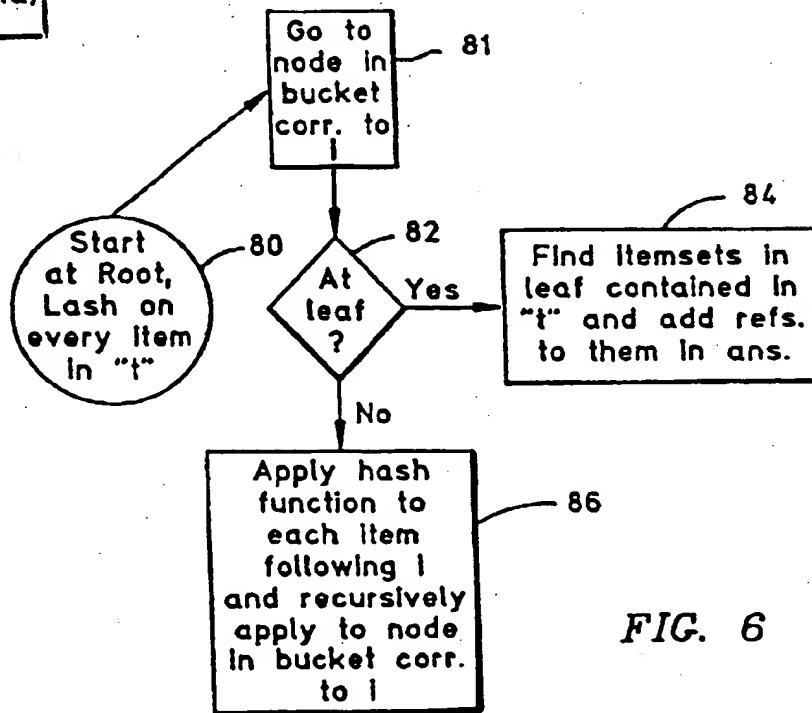 Go to
node in
bucket
corr. to
i
81
Start
at Root,
Lash on
every item
in "t"
80
82
At
leaf
?
Yes
No
84
Find itemsets in
leaf contained in
"t" and add refs.
to them in ans.
Apply hash
function to
each item
following i
and recursively
apply to node
in bucket corr.
to i
86
FIG. 6